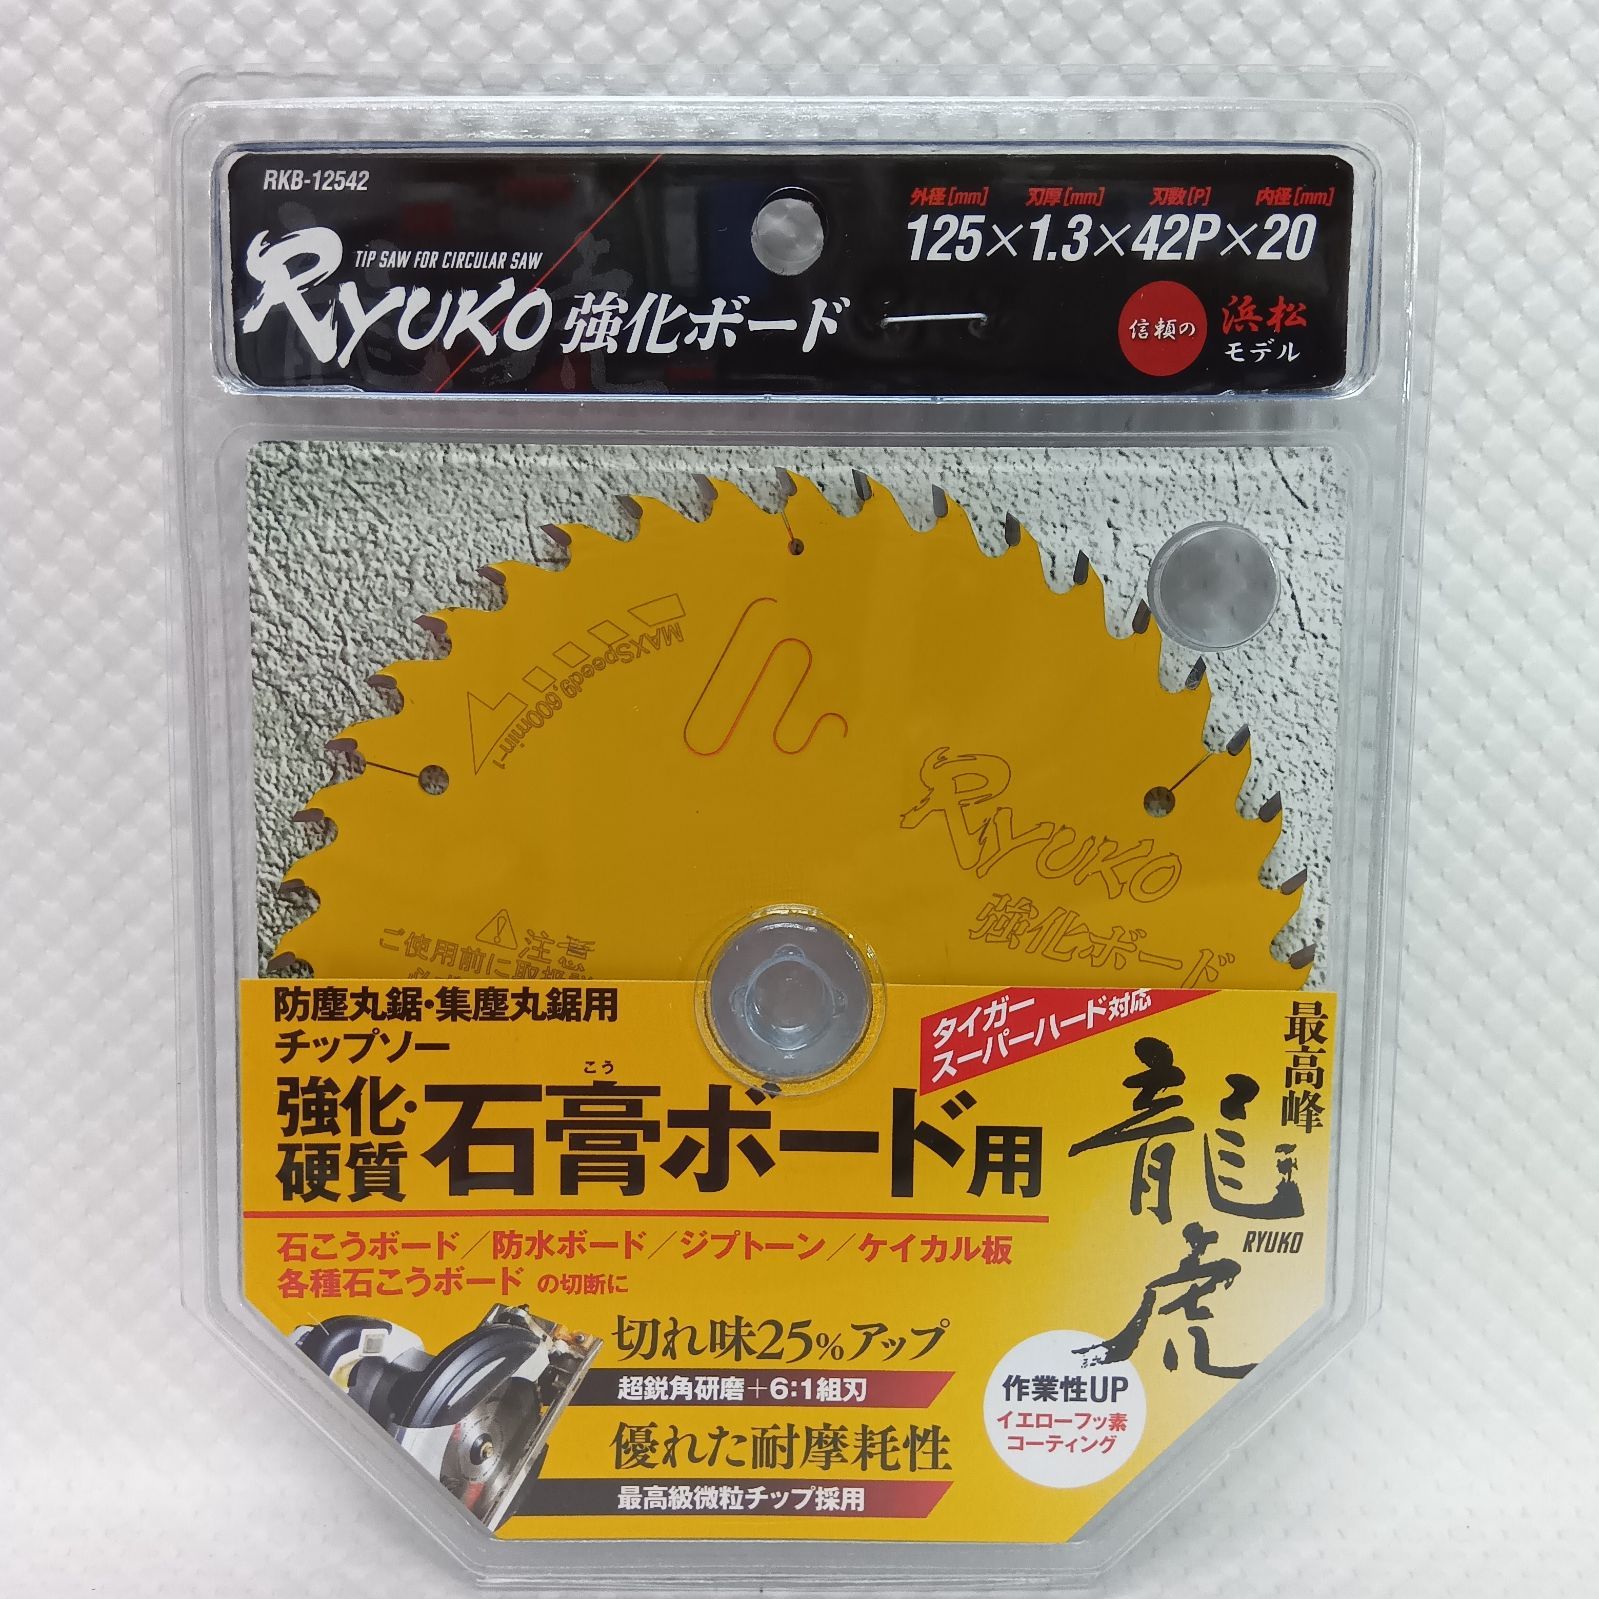 RKB-12542
外径[mm] 刃厚[mm] 刃数[P] 内径[mm]
125×1.3×42P×20
TIP SAW FOR CIRCULAR SAW
RYUKO 強化ボード
信頼の
浜松
モデル
MAXSpeed9,600min-1
RYUKO
強化ボード
注意
ご使用前に取扱
防塵丸鋸・集塵丸鋸用
チップソー
タイガー
スーパーハード対応
最高峰
こう
強化・硬質石膏ボード用
龍虎
RYUKO
石こうボード/防水ボード/ジプトーン/ケイカル板
各種石こうボード の切断に
切れ味25%アップ
超鋭角研磨+6:1組刃
優れた耐摩耗性
最高級微粒チップ採用
作業性UP
イエローフッ素
コーティング